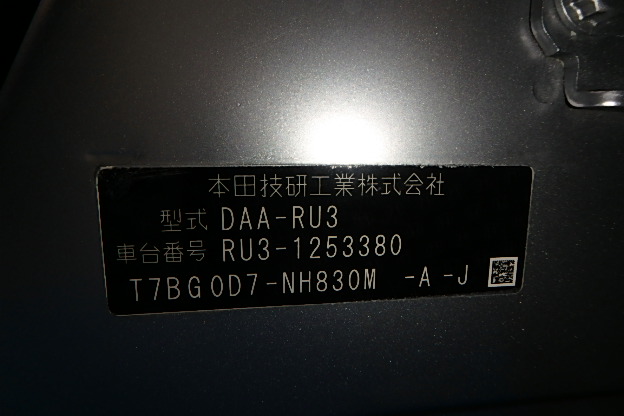 本田技研工業株式会社
型式 DAA-RU3
車台番号 RU3-1253380
T7BG0D7-NH830M -A-J